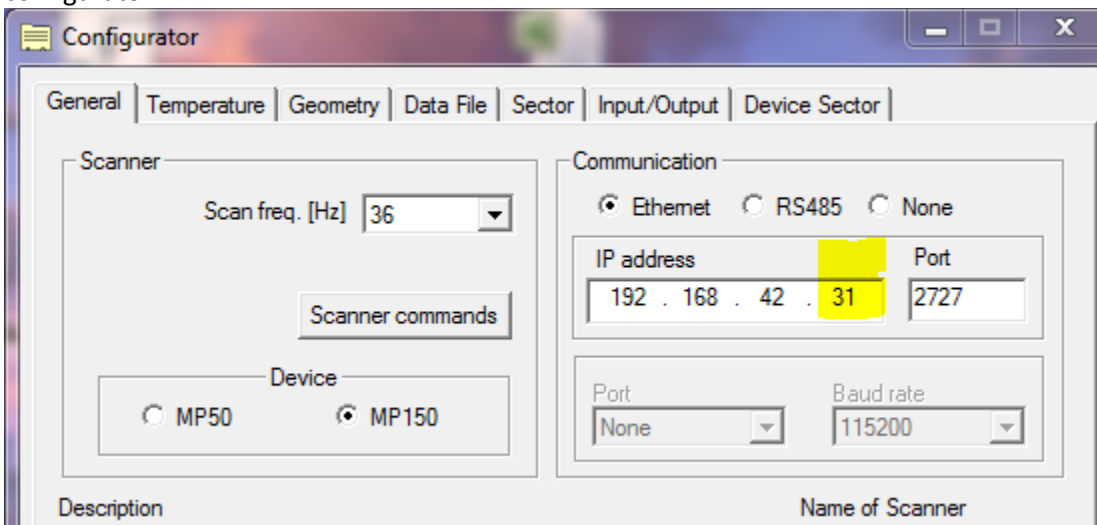 Configurator
General Temperature Geometry Data File Sector Input/Output Device Sector
Scanner
Scan freq. [Hz] 36
Scanner commands
Device
MP50 MP150
Communication
Ethernet RS485 None
IP address Port
192 . 168 . 42 . 31 2727
Port Baud rate
None 115200
Description Name of Scanner